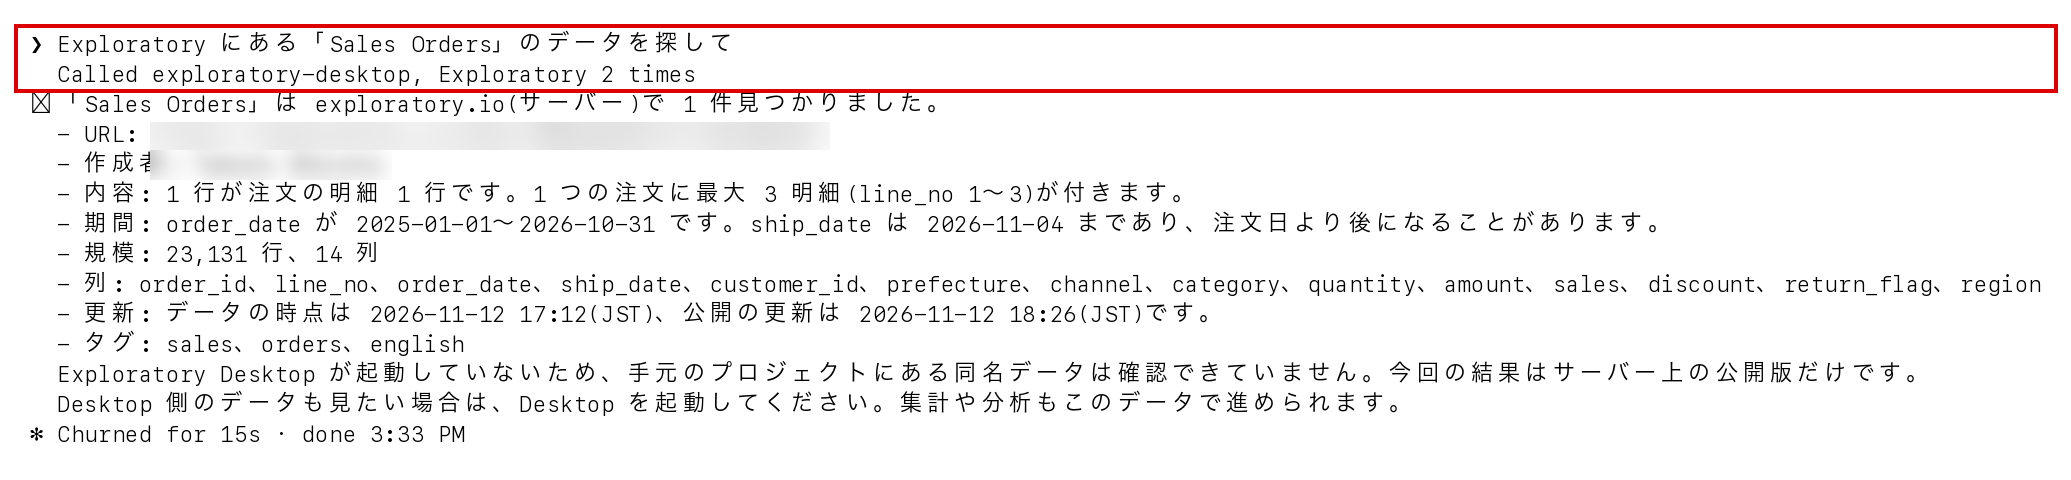 ❯ Exploratory にある「Sales Orders」のデータを探して
Called exploratory-desktop, Exploratory 2 times
「Sales Orders」は exploratory.io(サーバー)で 1 件見つかりました。
- URL:
- 作成者
- 内容: 1 行が注文の明細 1 行です。1 つの注文に最大 3 明細(line_no 1〜3)が付きます。
- 期間: order_date が 2025-01-01〜2026-10-31 です。ship_date は 2026-11-04 まであり、注文日より後になることがあります。
- 規模: 23,131 行、14 列
- 列: order_id、line_no、order_date、ship_date、customer_id、prefecture、channel、category、quantity、amount、sales、discount、return_flag、region
- 更新: データの時点は 2026-11-12 17:12(JST)、公開の更新は 2026-11-12 18:26(JST)です。
- タグ: sales、orders、english
Exploratory Desktop が起動していないため、手元のプロジェクトにある同名データは確認できていません。今回の結果はサーバー上の公開版だけです。
Desktop 側のデータも見たい場合は、Desktop を起動してください。集計や分析もこのデータで進められます。
✻ Churned for 15s · done 3:33 PM